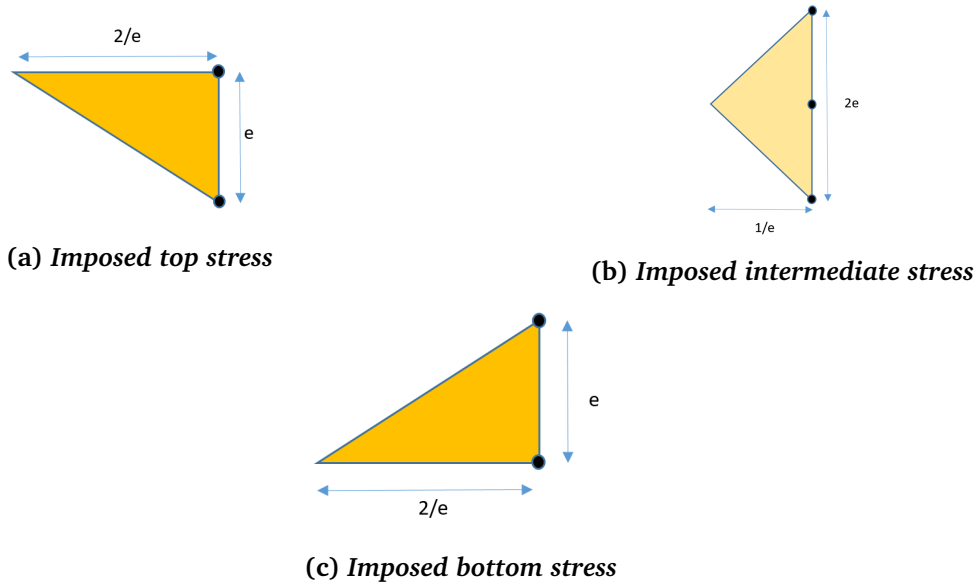 2/e
e
(a) Imposed top stress
2e
1/e
(b) Imposed intermediate stress
e
2/e
(c) Imposed bottom stress